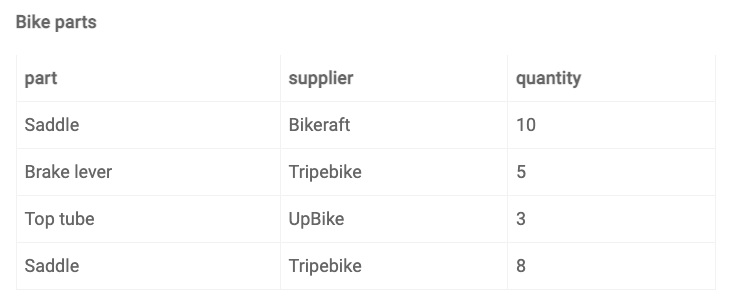 Bike parts
part supplier quantity
Saddle Bikeraft 10
Brake lever Tripebike 5
Top tube UpBike 3
Saddle Tripebike 8